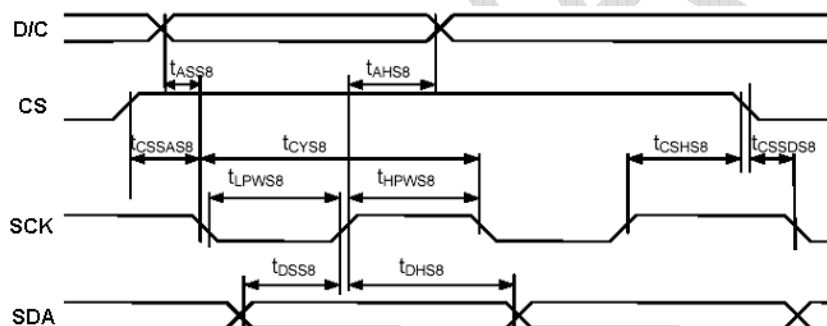 D/C
tASS8 tAHS8
CS
tCSSAS8 tCYS8 tCSHS8 tCSSDS8
tLPWS8 tHPWS8
SCK
tDSS8 tDHS8
SDA